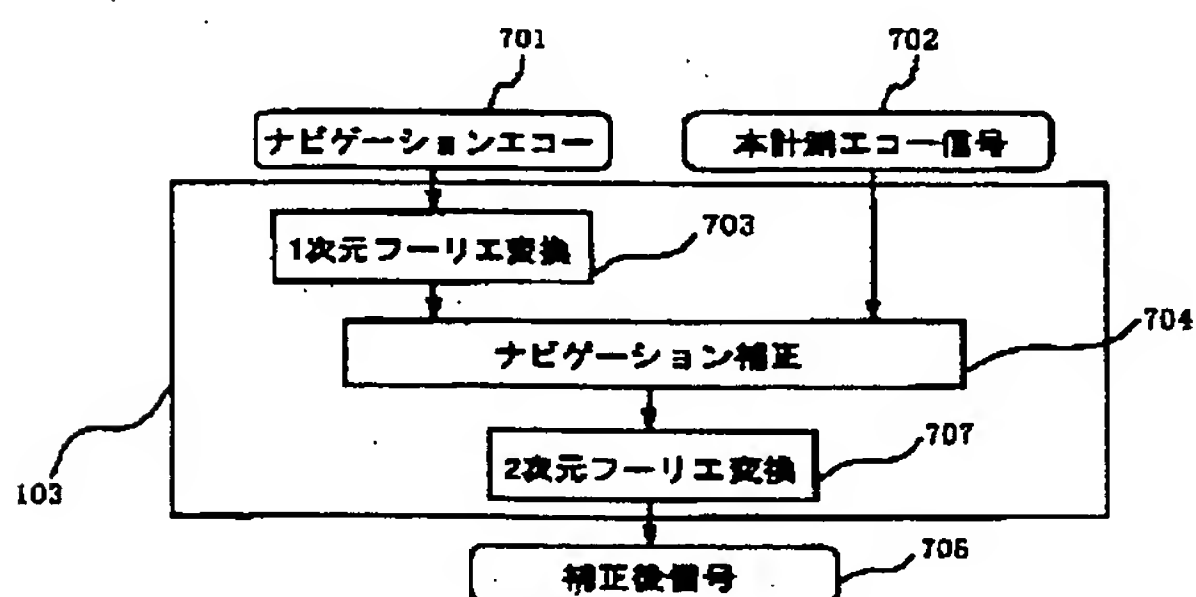 701
702
ナビゲーションエコー
本計測エコー信号
1次元フーリエ変換
703
ナビゲーション補正
704
2次元フーリエ変換
707
103
補正後信号
706